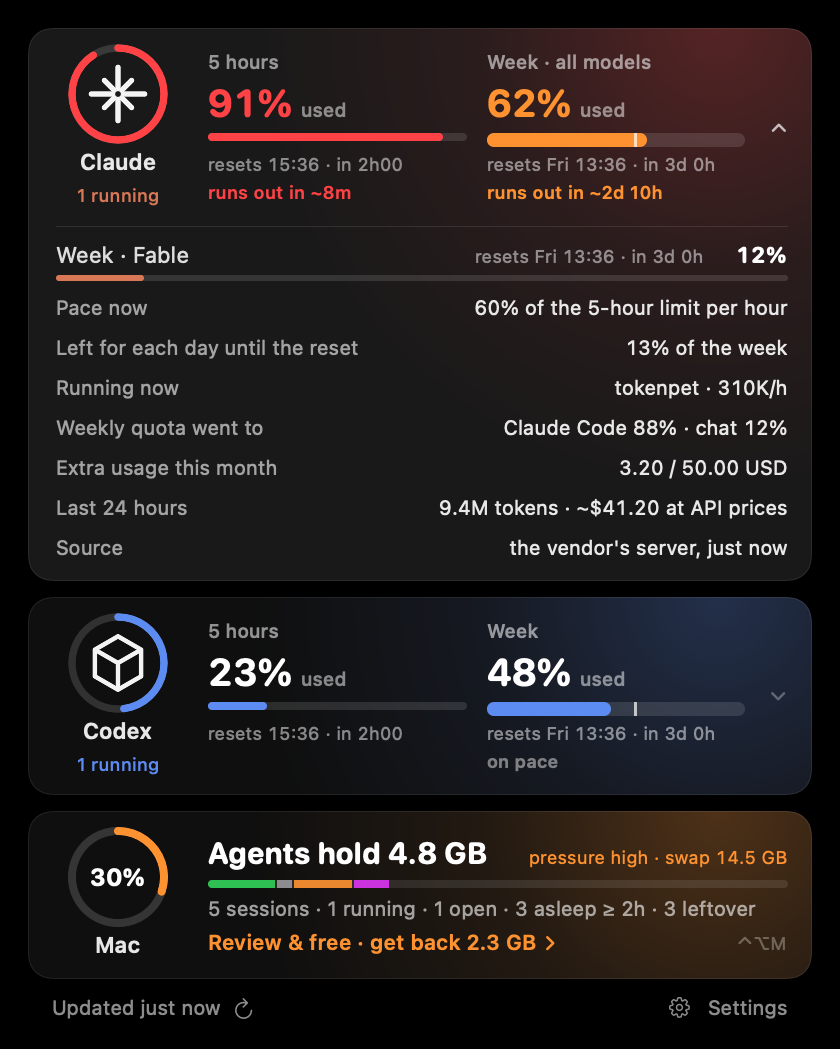 5 hours
Week · all models
91% used
62% used
resets 15:36 · in 2h00
resets Fri 13:36 · in 3d 0h
Claude
1 running
runs out in ~8m
runs out in ~2d 10h
Week · Fable
resets Fri 13:36 · in 3d 0h
12%
Pace now
60% of the 5-hour limit per hour
Left for each day until the reset
13% of the week
Running now
tokenpet · 310K/h
Weekly quota went to
Claude Code 88% · chat 12%
Extra usage this month
3.20 / 50.00 USD
Last 24 hours
9.4M tokens · ~$41.20 at API prices
Source
the vendor's server, just now
5 hours
Week
23% used
48% used
resets 15:36 · in 2h00
resets Fri 13:36 · in 3d 0h
Codex
1 running
on pace
30%
Mac
Agents hold 4.8 GB
pressure high · swap 14.5 GB
5 sessions · 1 running · 1 open · 3 asleep ≥ 2h · 3 leftover
Review & free · get back 2.3 GB >
⌃⌥M
Updated just now
Settings